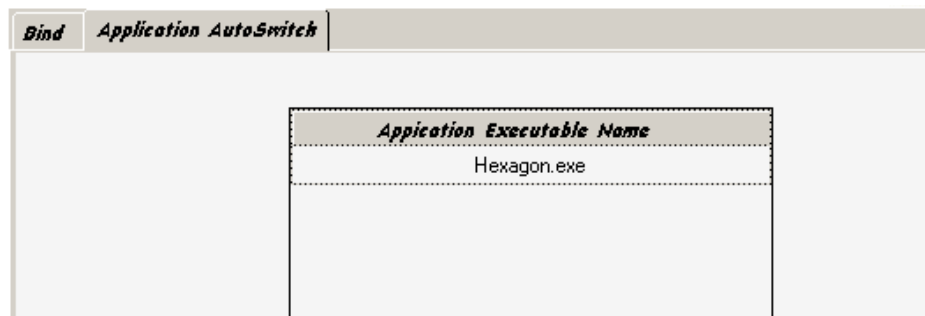 Bind Application AutoSwitch
Appication Executable Name
Hexagon.exe